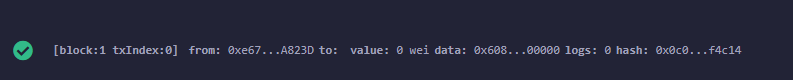 [block:1 txIndex:0] from: 0xe67...A823D to: value: 0 wei data: 0x608...00000 logs: 0 hash: 0x0c0...f4c14